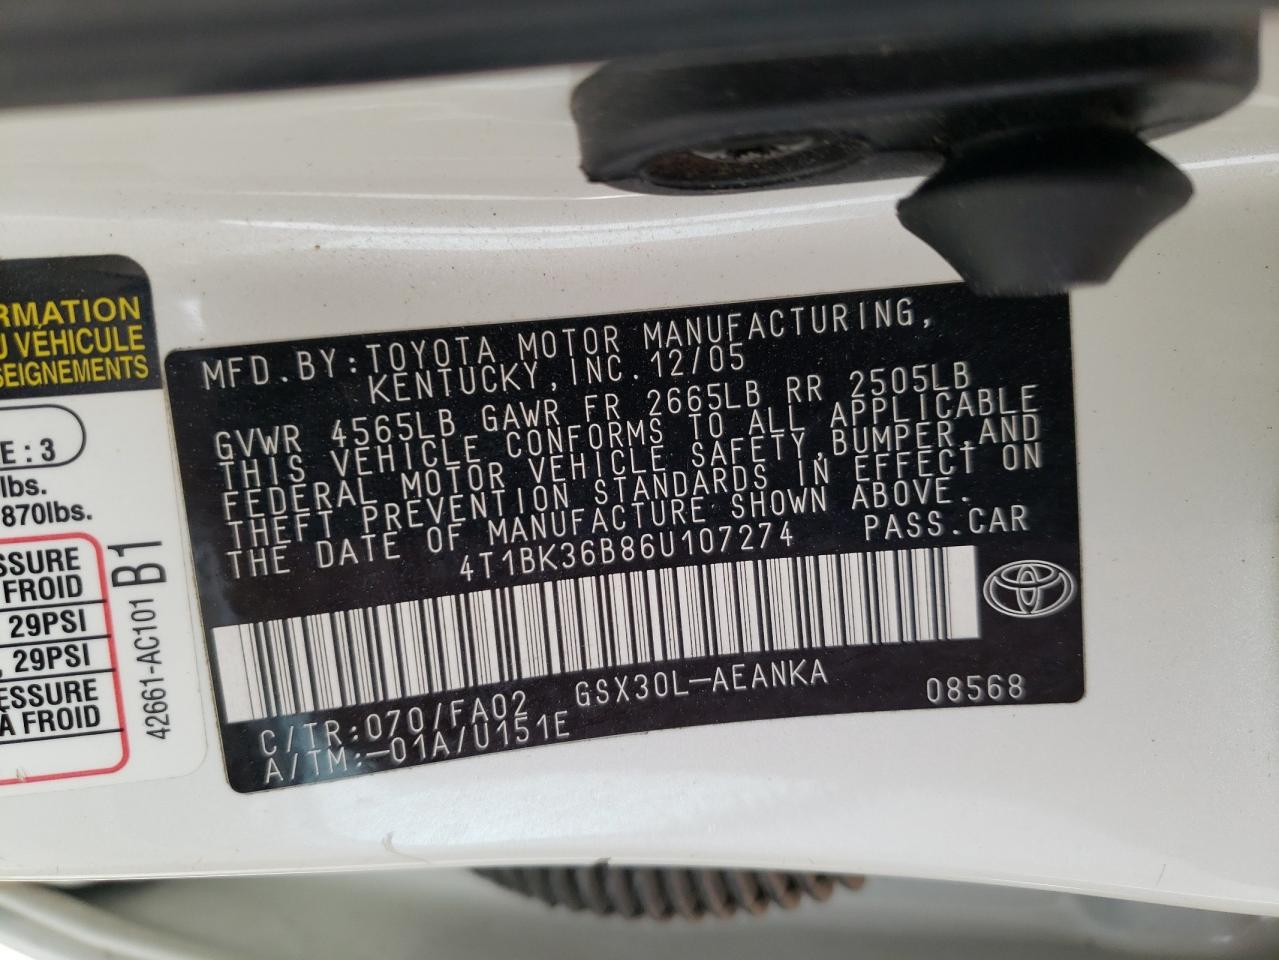 RMATION
U VÉHICULE
SEIGNEMENTS
E : 3
lbs.
870lbs.
SSURE
FROID
29PSI
, 29PSI
ESSURE
À FROID
42661-AC101 B1
MFD.BY:TOYOTA MOTOR MANUFACTURING,
KENTUCKY,INC.12/05
GVWR 4565LB GAWR FR 2665LB RR 2505LB
THIS VEHICLE CONFORMS TO ALL APPLICABLE
FEDERAL MOTOR VEHICLE SAFETY,BUMPER,AND
THEFT PREVENTION STANDARDS IN EFFECT ON
THE DATE OF MANUFACTURE SHOWN ABOVE.
4T1BK36B86U107274 PASS.CAR
C/TR:070/FA02 GSX30L-AEANKA 08568
A/TM:-01A/U151E